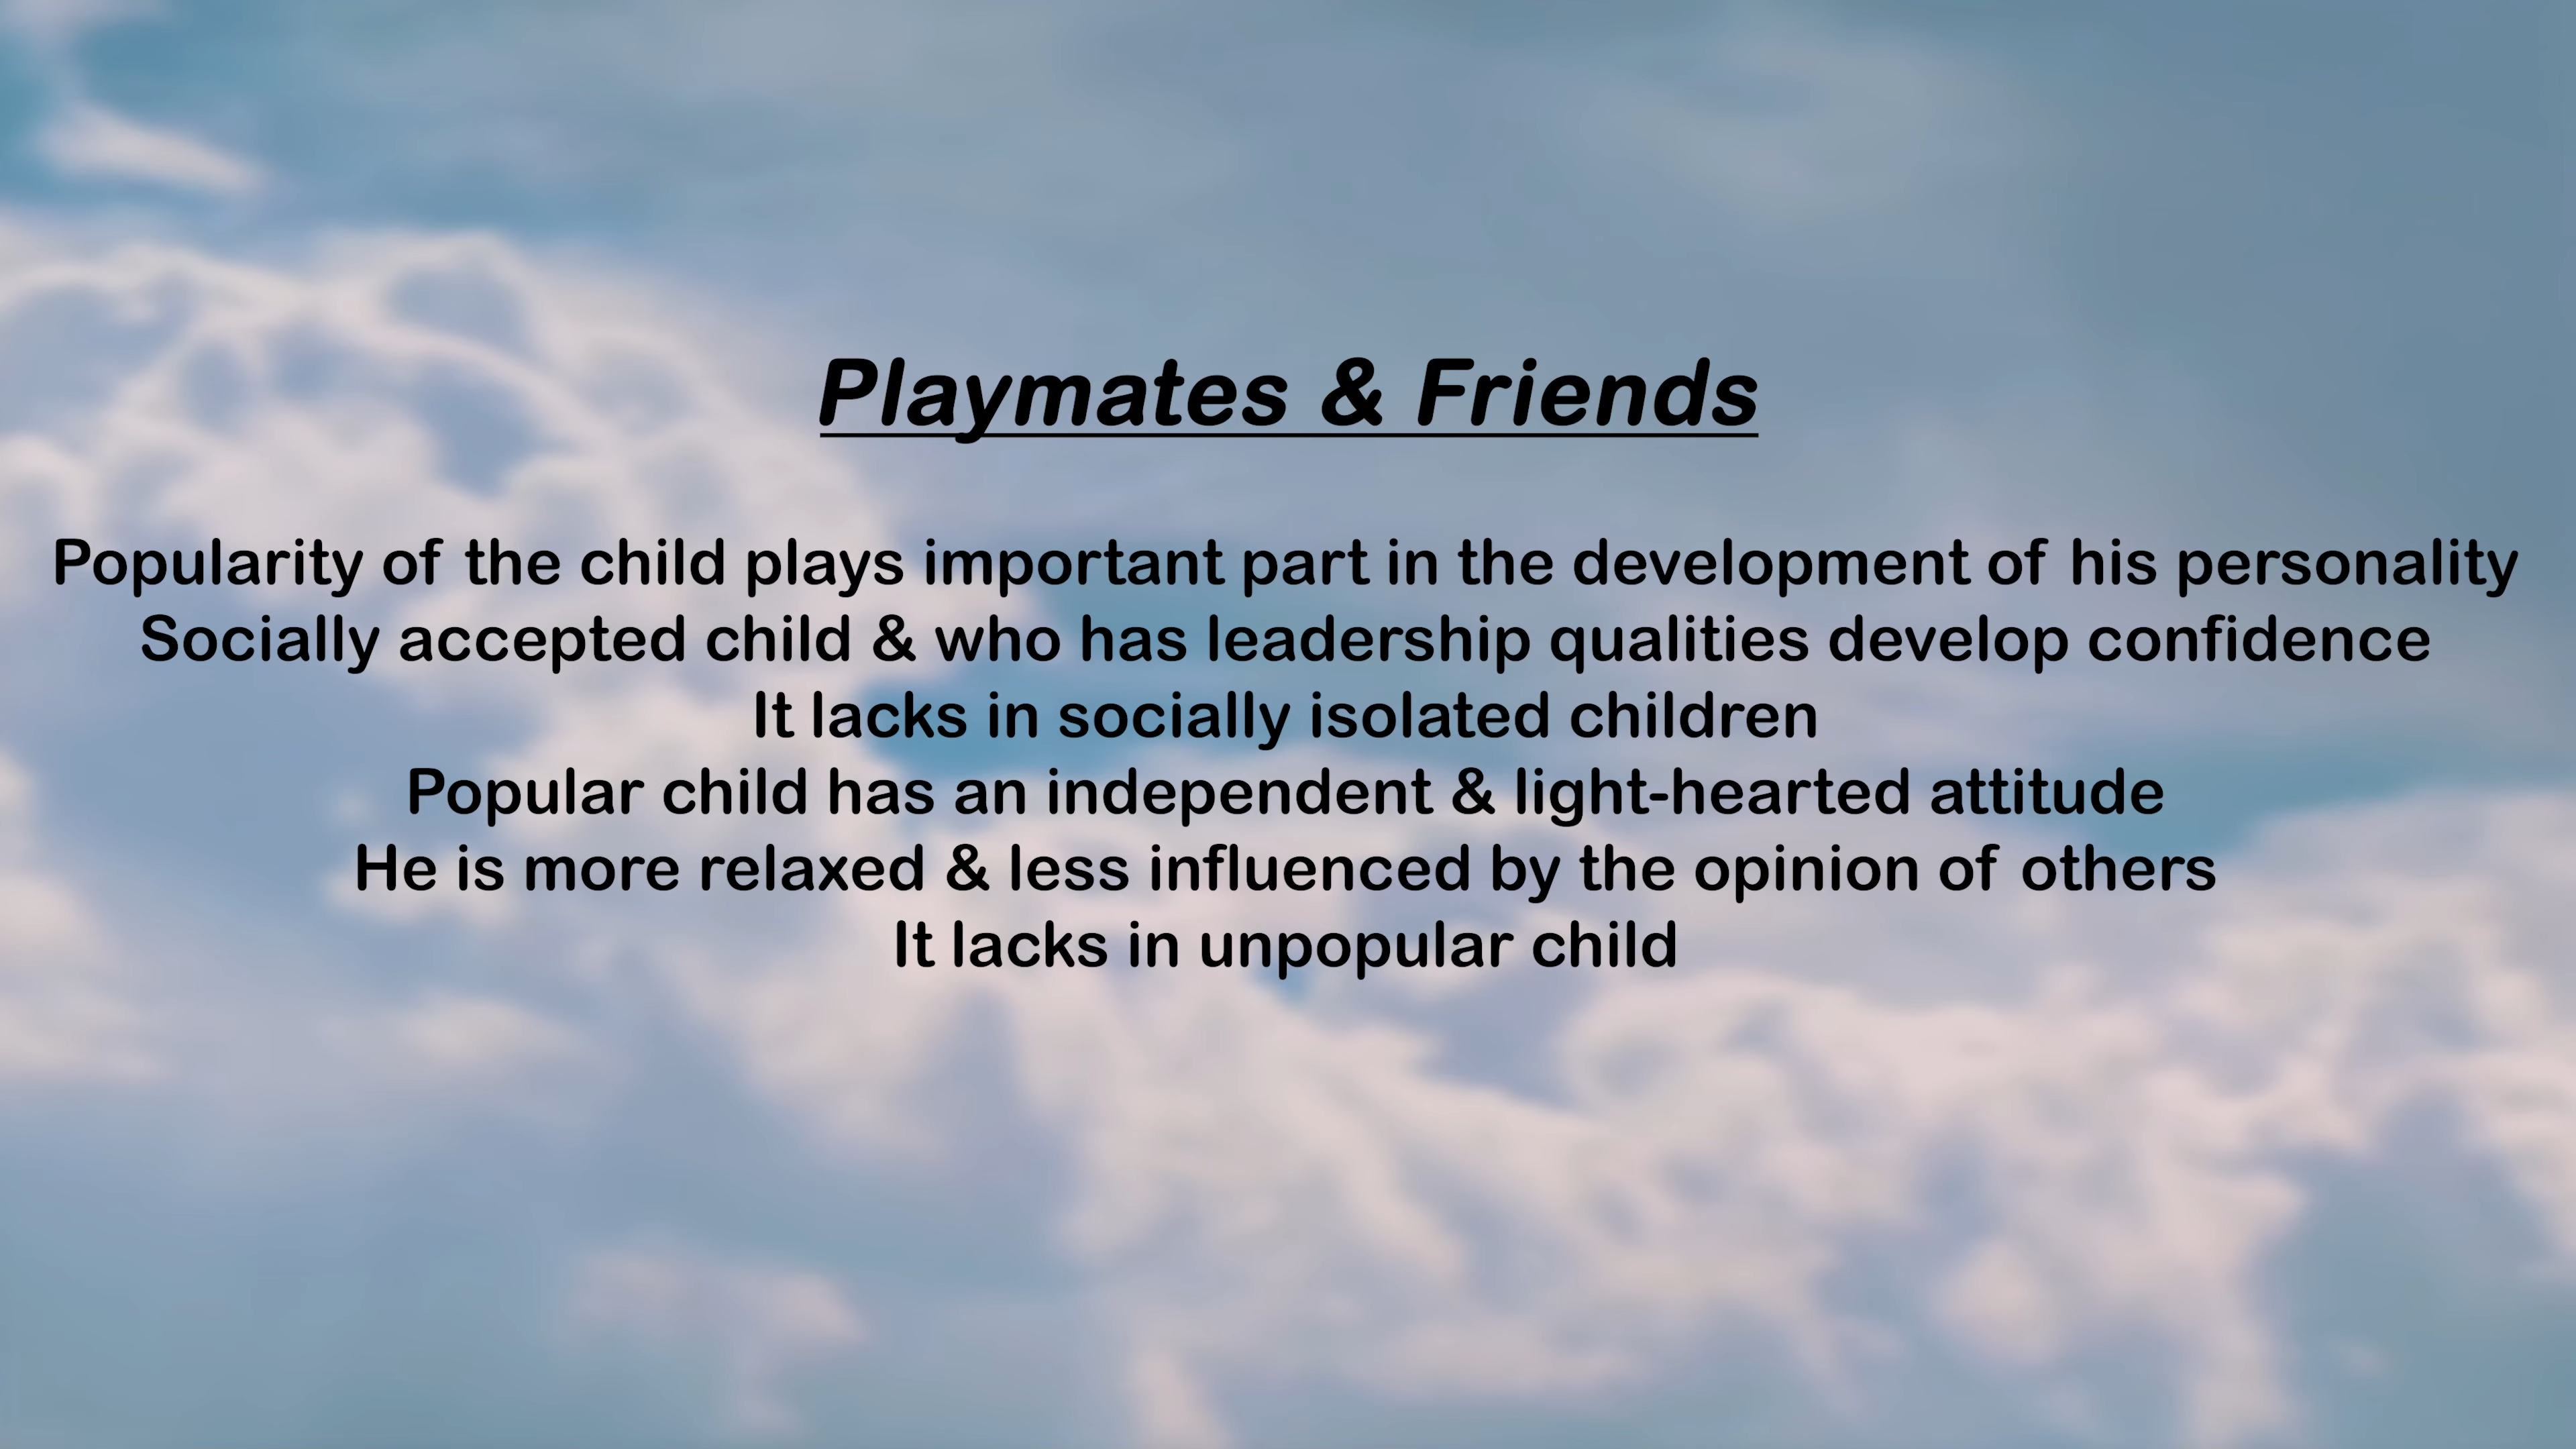 Playmates & Friends
Popularity of the child plays important part in the development of his personality
Socially accepted child & who has leadership qualities develop confidence
It lacks in socially isolated children
Popular child has an independent & light-hearted attitude
He is more relaxed & less influenced by the opinion of others
It lacks in unpopular child